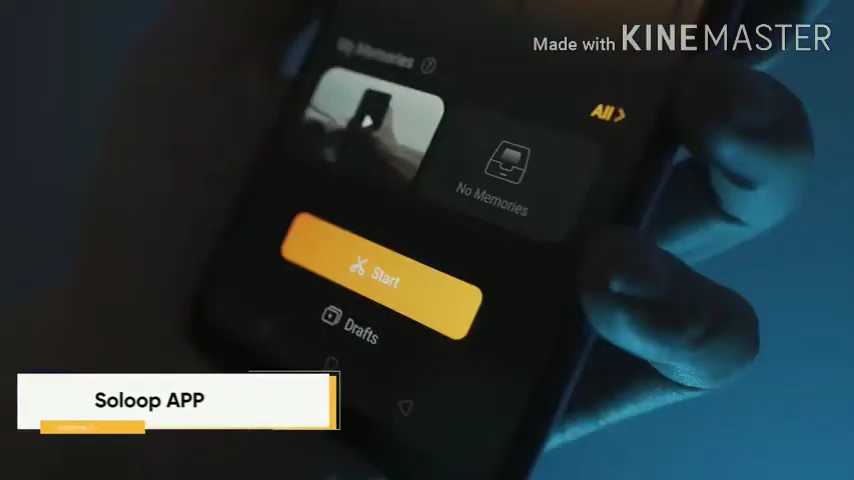 Made with KINEMASTER
My Memories
All >
No Memories
Start
Drafts
Soloop APP